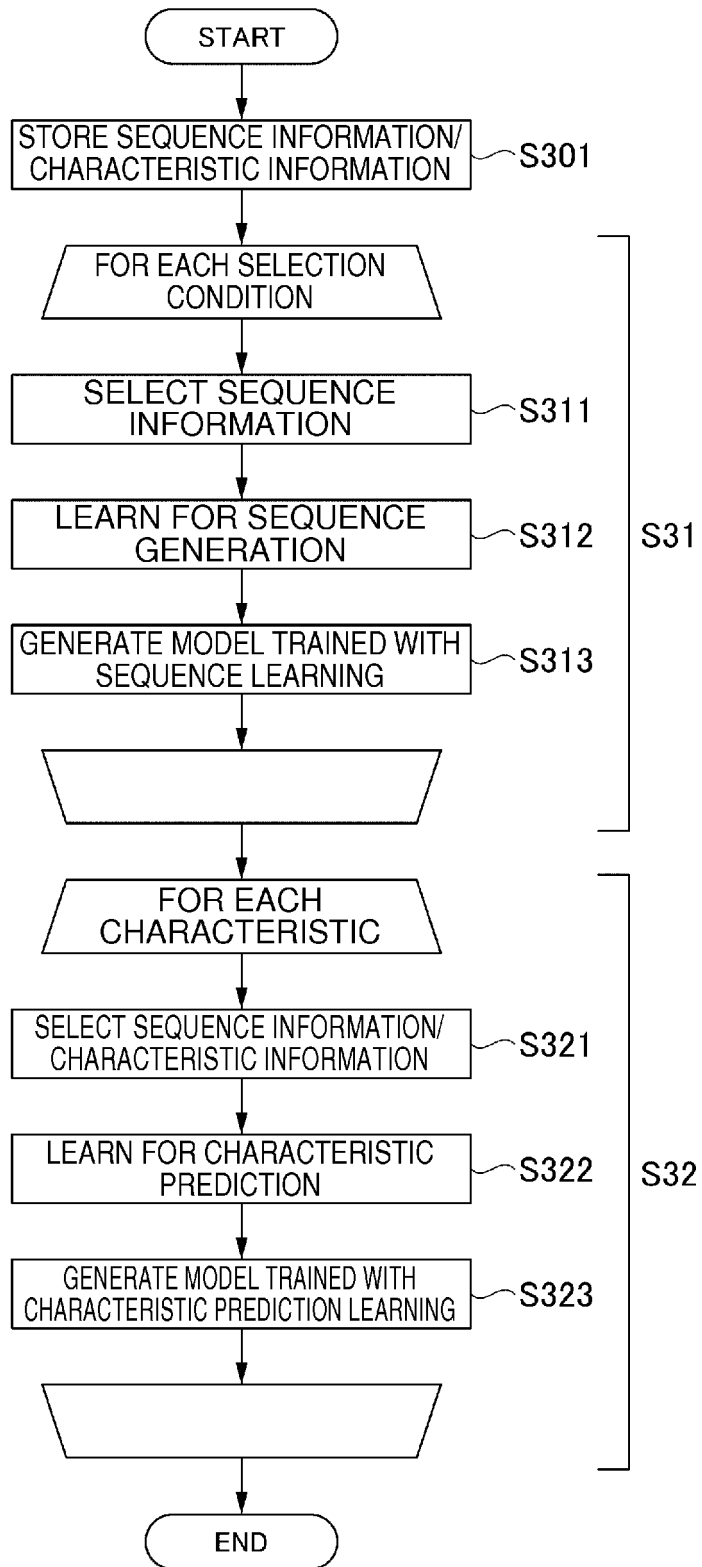 START
STORE SEQUENCE INFORMATION/
CHARACTERISTIC INFORMATION
S301
FOR EACH SELECTION
CONDITION
SELECT SEQUENCE
INFORMATION
S311
LEARN FOR SEQUENCE
GENERATION
S312
S31
GENERATE MODEL TRAINED WITH
SEQUENCE LEARNING
S313
FOR EACH
CHARACTERISTIC
SELECT SEQUENCE INFORMATION/
CHARACTERISTIC INFORMATION
S321
LEARN FOR CHARACTERISTIC
PREDICTION
S322
S32
GENERATE MODEL TRAINED WITH
CHARACTERISTIC PREDICTION LEARNING
S323
END